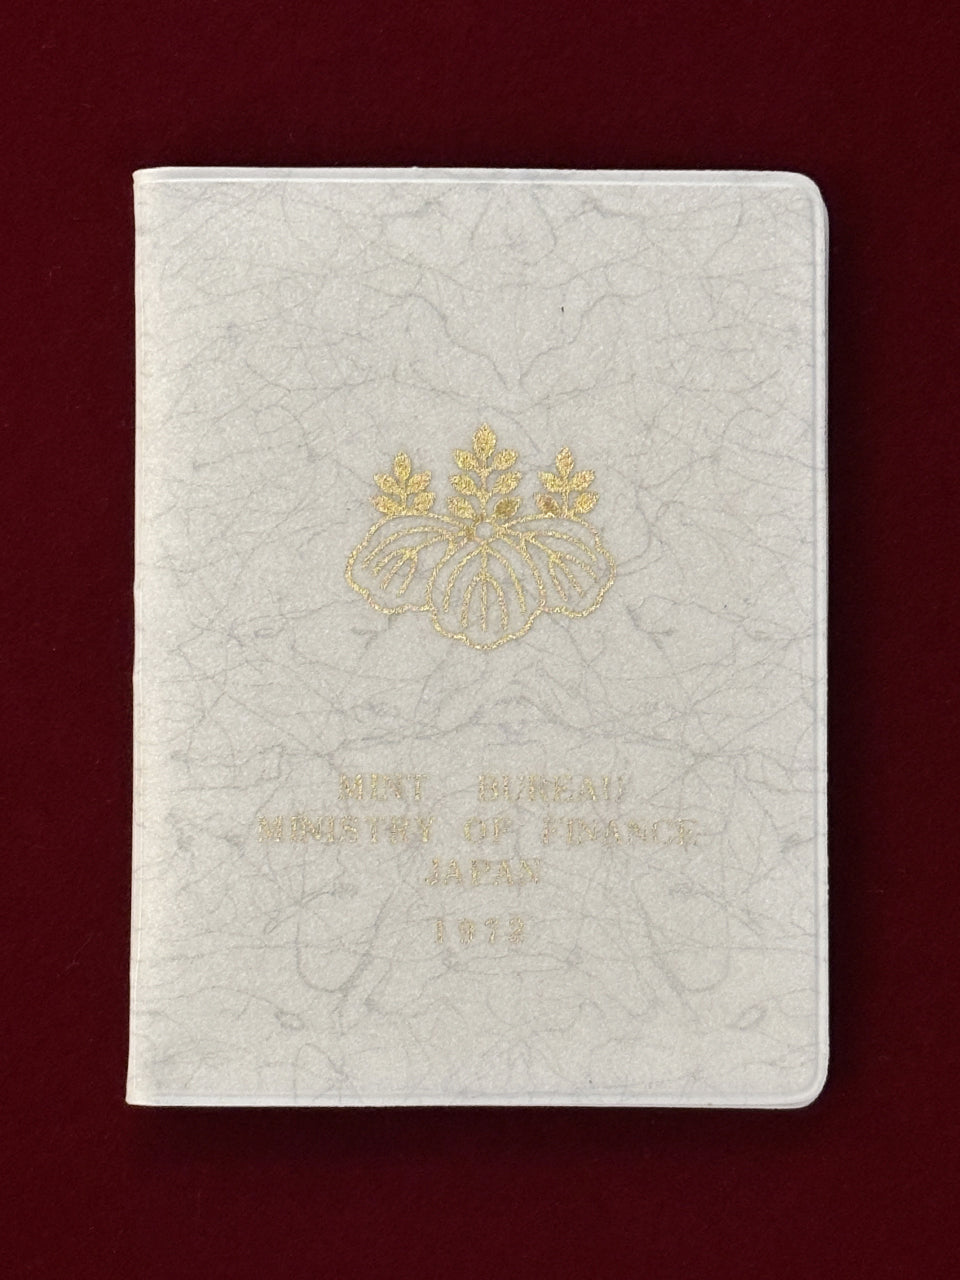 MINT BUREAU
MINISTRY OF FINANCE
JAPAN
1972